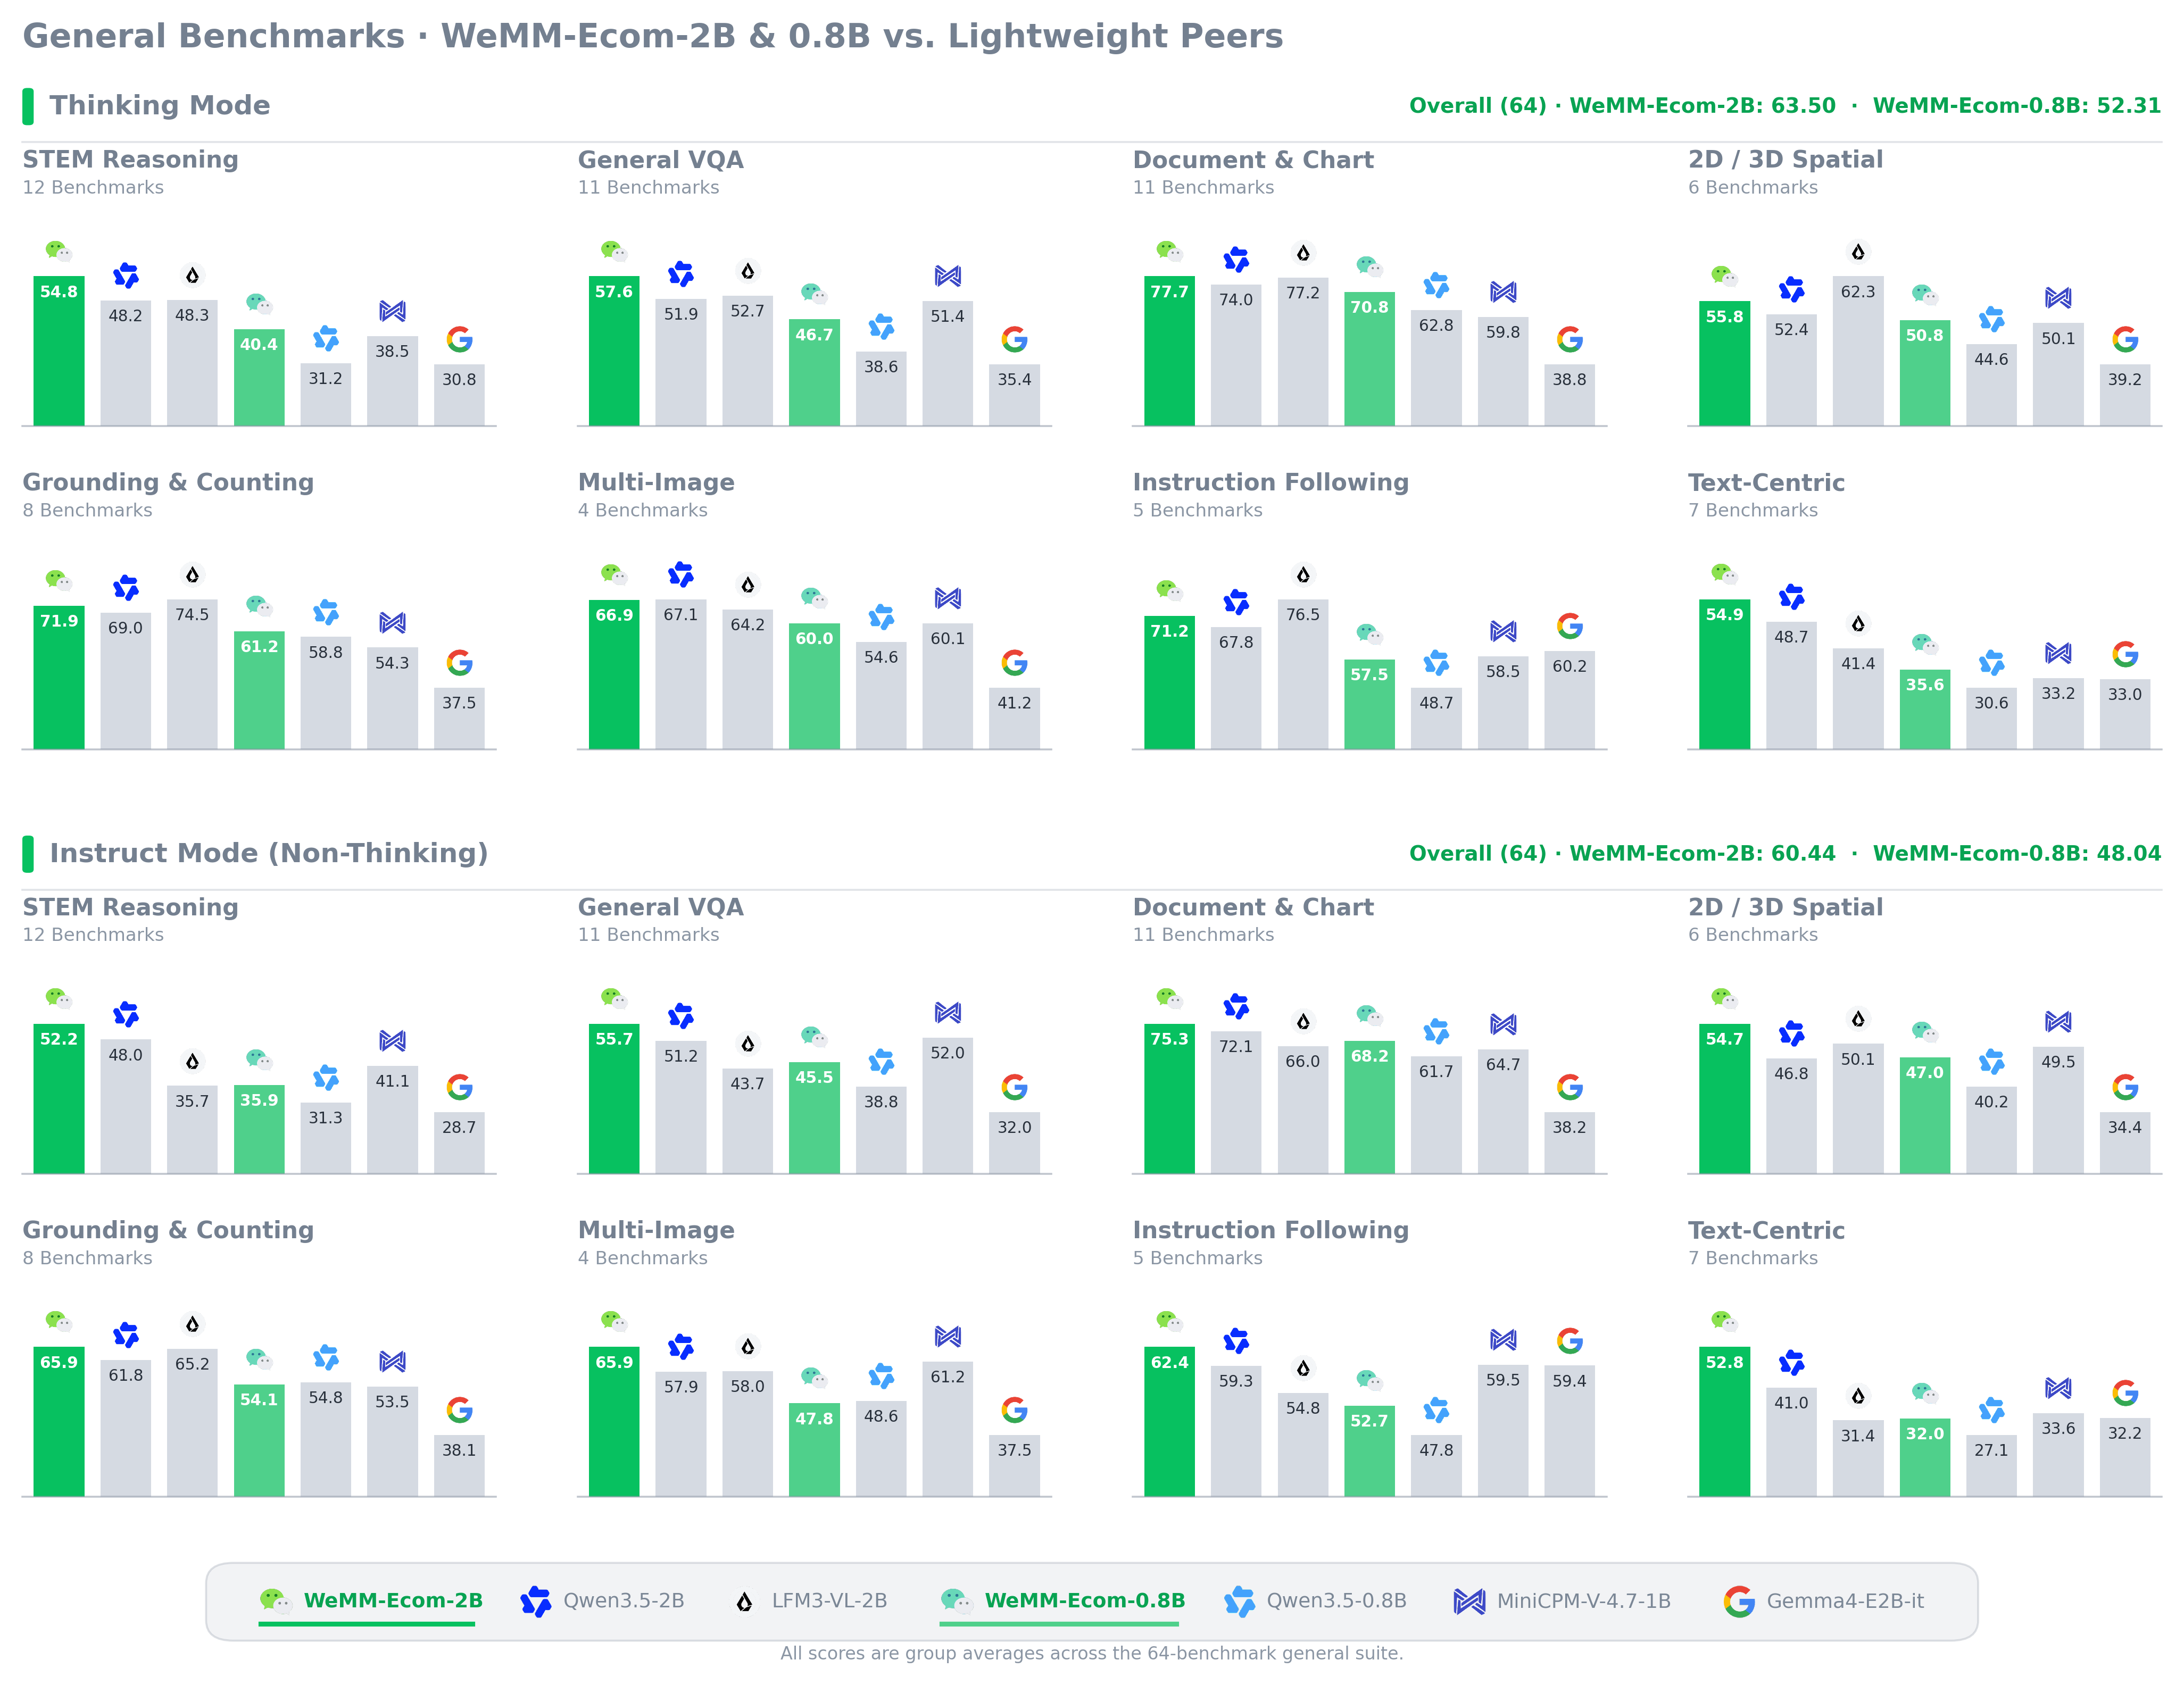 General Benchmarks · WeMM-Ecom-2B & 0.8B vs. Lightweight Peers
Thinking Mode
Overall (64) · WeMM-Ecom-2B: 63.50 · WeMM-Ecom-0.8B: 52.31
STEM Reasoning
12 Benchmarks
54.8
48.2
48.3
40.4
31.2
38.5
30.8
General VQA
11 Benchmarks
57.6
51.9
52.7
46.7
38.6
51.4
35.4
Document & Chart
11 Benchmarks
77.7
74.0
77.2
70.8
62.8
59.8
38.8
2D / 3D Spatial
6 Benchmarks
55.8
52.4
62.3
50.8
44.6
50.1
39.2
Grounding & Counting
8 Benchmarks
71.9
69.0
74.5
61.2
58.8
54.3
37.5
Multi-Image
4 Benchmarks
66.9
67.1
64.2
60.0
54.6
60.1
41.2
Instruction Following
5 Benchmarks
71.2
67.8
76.5
57.5
48.7
58.5
60.2
Text-Centric
7 Benchmarks
54.9
48.7
41.4
35.6
30.6
33.2
33.0
Instruct Mode (Non-Thinking)
Overall (64) · WeMM-Ecom-2B: 60.44 · WeMM-Ecom-0.8B: 48.04
STEM Reasoning
12 Benchmarks
52.2
48.0
35.7
35.9
31.3
41.1
28.7
General VQA
11 Benchmarks
55.7
51.2
43.7
45.5
38.8
52.0
32.0
Document & Chart
11 Benchmarks
75.3
72.1
66.0
68.2
61.7
64.7
38.2
2D / 3D Spatial
6 Benchmarks
54.7
46.8
50.1
47.0
40.2
49.5
34.4
Grounding & Counting
8 Benchmarks
65.9
61.8
65.2
54.1
54.8
53.5
38.1
Multi-Image
4 Benchmarks
65.9
57.9
58.0
47.8
48.6
61.2
37.5
Instruction Following
5 Benchmarks
62.4
59.3
54.8
52.7
47.8
59.5
59.4
Text-Centric
7 Benchmarks
52.8
41.0
31.4
32.0
27.1
33.6
32.2
WeMM-Ecom-2B
Qwen3.5-2B
LFM3-VL-2B
WeMM-Ecom-0.8B
Qwen3.5-0.8B
MiniCPM-V-4.7-1B
Gemma4-E2B-it
All scores are group averages across the 64-benchmark general suite.